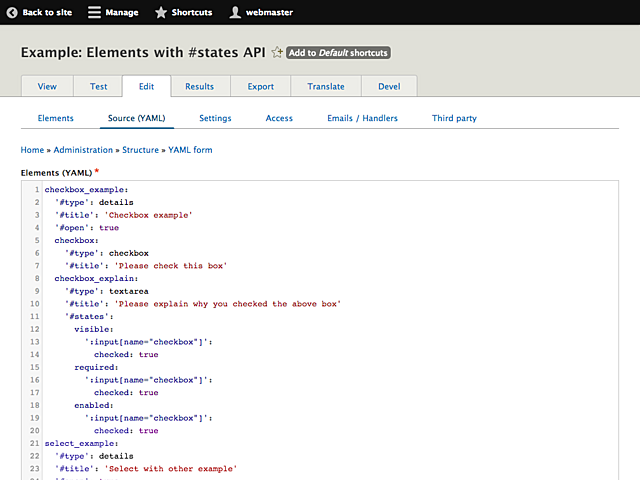 Back to site Manage Shortcuts webmaster
Example: Elements with #states API Add to Default shortcuts
View Test Edit Results Export Translate Devel
Elements Source (YAML) Settings Access Emails / Handlers Third party
Home » Administration » Structure » YAML form
Elements (YAML) *
1 checkbox_example:
2 '#type': details
3 '#title': 'Checkbox example'
4 '#open': true
5 checkbox:
6 '#type': checkbox
7 '#title': 'Please check this box'
8 checkbox_explain:
9 '#type': textarea
10 '#title': 'Please explain why you checked the above box'
11 '#states':
12 visible:
13 ':input[name="checkbox"]':
14 checked: true
15 required:
16 ':input[name="checkbox"]':
17 checked: true
18 enabled:
19 ':input[name="checkbox"]':
20 checked: true
21 select_example:
22 '#type': details
23 '#title': 'Select with other example'